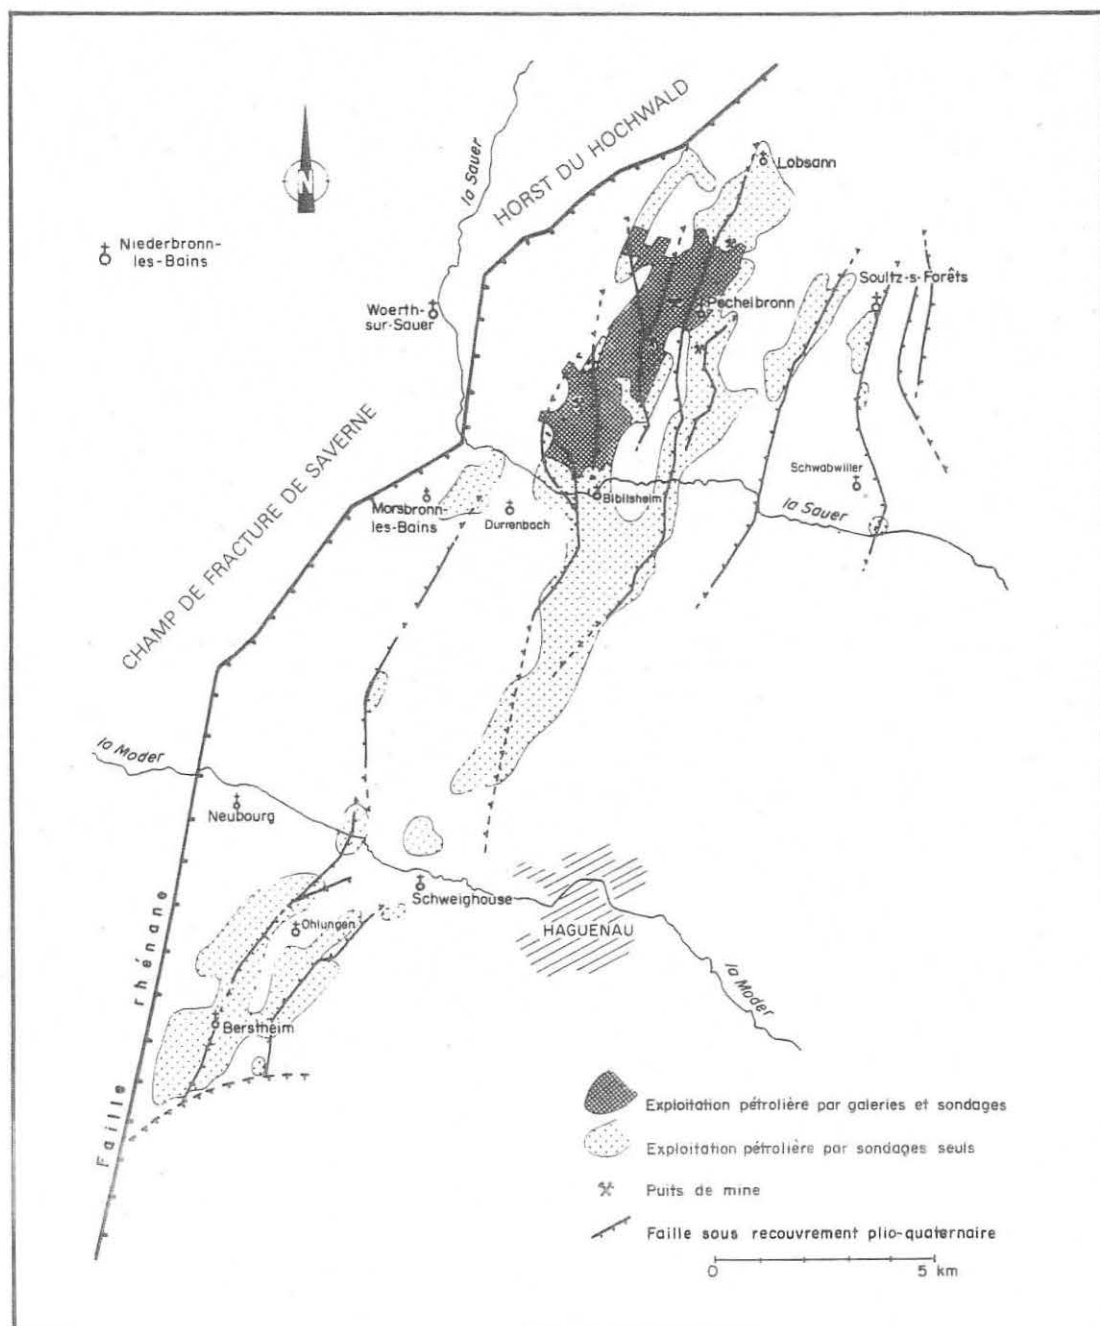 N
la Sauer
HORST DU HOCHWALD
Lobsann
Niederbronn-
les-Bains
Woerth-
sur-Sauer
Pechelbronn
Soultz-s-Forêts
CHAMP DE FRACTURE DE SAVERNE
Morsbronn-
les-Bains
Durrenbach
Biblisheim
Schwabwiller
la Sauer
la Moder
Neubourg
Schweighouse
HAGUENAU
Ohlungen
la Moder
Berstheim
Faille rhénane
Exploitation pétrolière par galeries et sondages
Exploitation pétrolière par sondages seuls
Puits de mine
Faille sous recouvrement plio-quaternaire
0 5 km